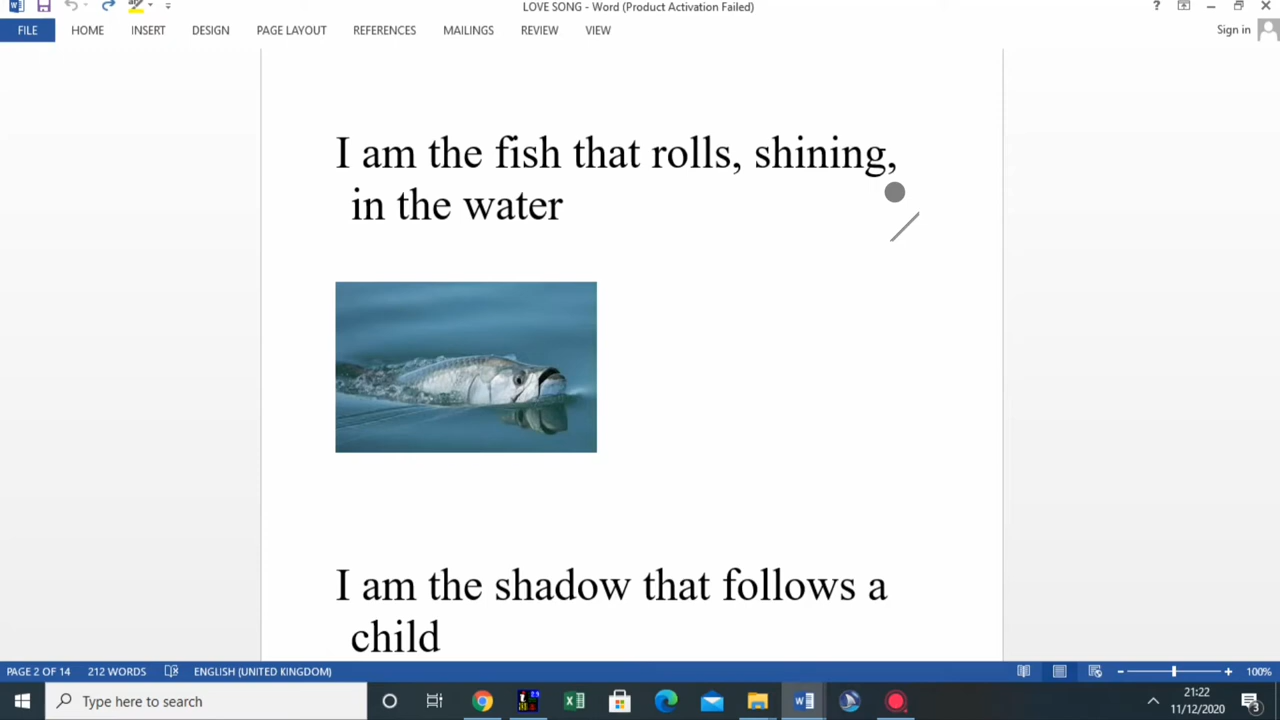 LOVE SONG - Word (Product Activation Failed)
?
FILE HOME INSERT DESIGN PAGE LAYOUT REFERENCES MAILINGS REVIEW VIEW Sign in
I am the fish that rolls, shining,
in the water
I am the shadow that follows a
child
PAGE 2 OF 14 212 WORDS ENGLISH (UNITED KINGDOM) 100%
Type here to search
21:22
11/12/2020
3